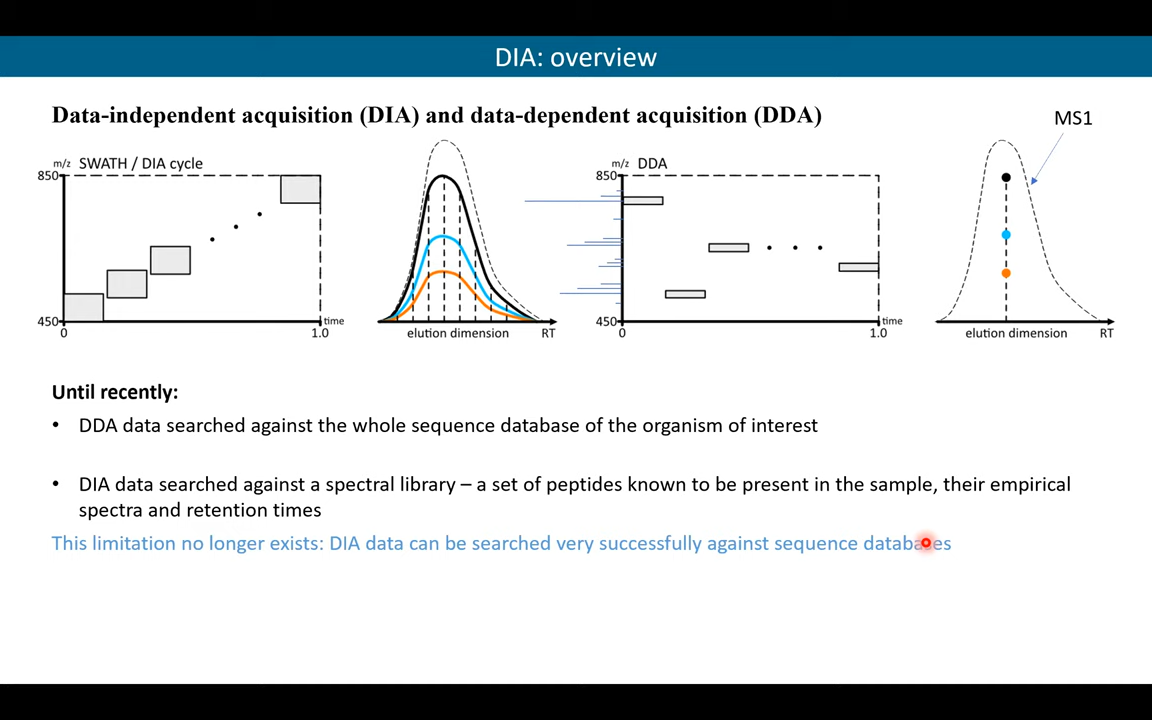 DIA: overview
Data-independent acquisition (DIA) and data-dependent acquisition (DDA)
MS1
m/z SWATH / DIA cycle
850
450
0
1.0
time
elution dimension
RT
m/z DDA
850
450
0
1.0
time
elution dimension
RT
Until recently:
• DDA data searched against the whole sequence database of the organism of interest
• DIA data searched against a spectral library – a set of peptides known to be present in the sample, their empirical
spectra and retention times
This limitation no longer exists: DIA data can be searched very successfully against sequence databases